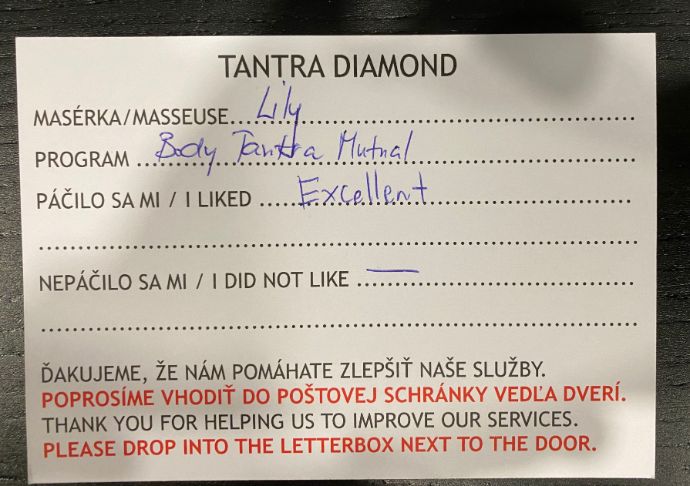 TANTRA DIAMOND
MASÉRKA/MASSEUSE... Lily
PROGRAM ... Body Tantra Mutual
PÁČILO SA MI / I LIKED ... Excellent
NEPÁČILO SA MI / I DID NOT LIKE ... —
ĎAKUJEME, ŽE NÁM POMÁHATE ZLEPŠIŤ NAŠE SLUŽBY.
POPROSÍME VHODIŤ DO POŠTOVEJ SCHRÁNKY VEDĽA DVERÍ.
THANK YOU FOR HELPING US TO IMPROVE OUR SERVICES.
PLEASE DROP INTO THE LETTERBOX NEXT TO THE DOOR.